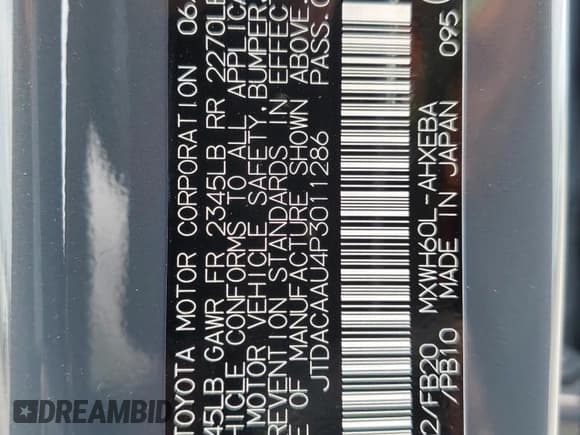 TOYOTA MOTOR CORPORATION 06
45LB GAWR FR 2345LB RR 2270LB
HICLE CONFORMS TO ALL APPLICA
MOTOR VEHICLE SAFETY, BUMPER,
REVENTION STANDARDS IN EFFECT
E OF MANUFACTURE SHOWN ABOVE.
JTDACAAU4P3011286 PASS.C
2/FB20 MXWH60L-AHXEBA
/PB10 MADE IN JAPAN 095
DREAMBID